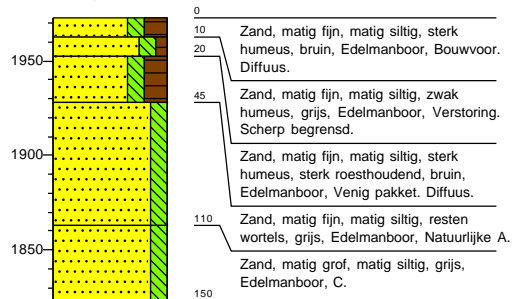 0
10
Zand, matig fijn, matig siltig, sterk
humeus, bruin, Edelmanboor, Bouwvoor.
Diffuus.
20
1950
Zand, matig fijn, matig siltig, zwak
humeus, grijs, Edelmanboor, Verstoring.
Scherp begrensd.
45
Zand, matig fijn, matig siltig, sterk
humeus, sterk roesthoudend, bruin,
Edelmanboor, Venig pakket. Diffuus.
1900
110
Zand, matig fijn, matig siltig, resten
wortels, grijs, Edelmanboor, Natuurlijke A.
1850
Zand, matig grof, matig siltig, grijs,
Edelmanboor, C.
150